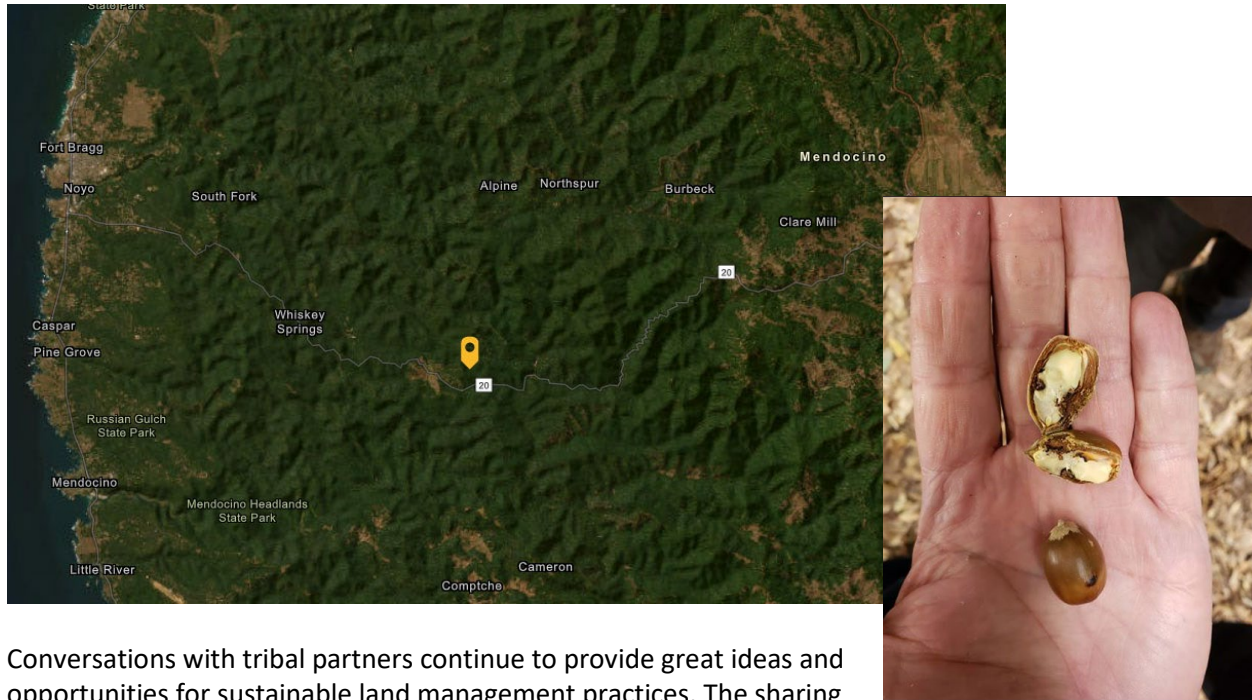 State Park
Fort Bragg
Mendocino
Noyo
South Fork
Alpine
Northspur
Burbeck
Clare Mill
20
Whiskey
Springs
Caspar
Pine Grove
20
Russian Gulch
State Park
Mendocino
Mendocino Headlands
State Park
Little River
Cameron
Comptche
Conversations with tribal partners continue to provide great ideas and
opportunities for sustainable land management practices. The sharing